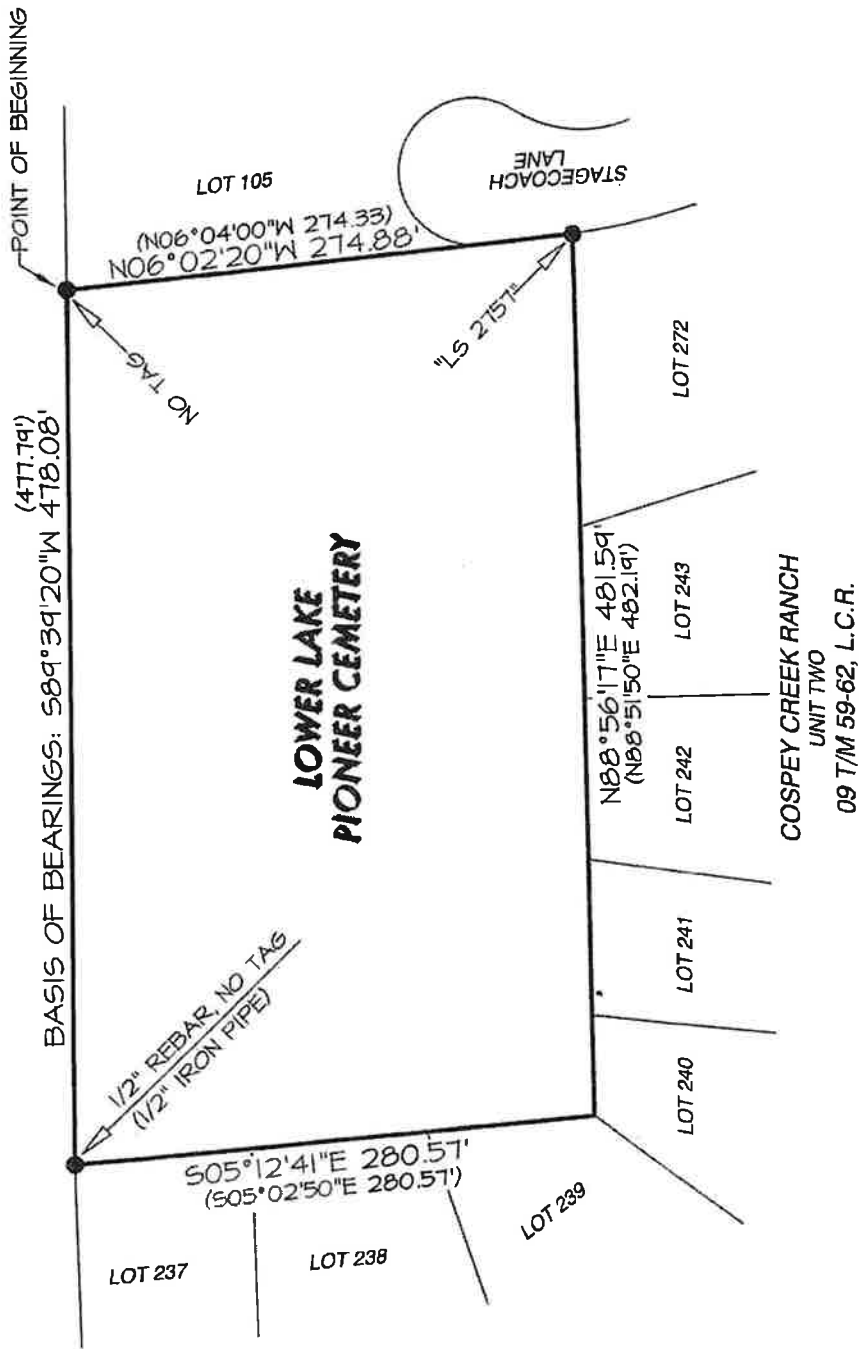 POINT OF BEGINNING
(477.79')
BASIS OF BEARINGS: S89°39'20"W 478.08'
LOT 105
(N06°04'00"W 274.33)
N06°02'20"W 274.88'
NO TAG
STAGECOACH
LANE
"LS 2757"
LOWER LAKE
PIONEER CEMETERY
1/2" REBAR, NO TAG
(1/2" IRON PIPE)
S05°12'41"E 280.57'
(S05°02'50"E 280.57')
N88°56'17"E 481.59'
(N88°51'50"E 482.19')
LOT 237
LOT 238
LOT 239
LOT 240
LOT 241
LOT 242
LOT 243
LOT 272
COSPEY CREEK RANCH
UNIT TWO
09 T/M 59-62, L.C.R.